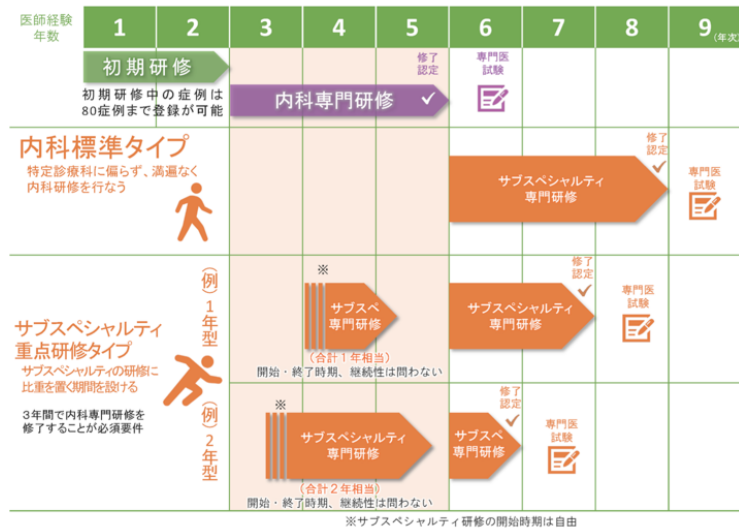 医師経験
年数
1 2 3 4 5 6 7 8 9 (年次)
初期研修
初期研修中の症例は
80症例まで登録が可能
内科専門研修
修了
認定
専門医
試験
内科標準タイプ
特定診療科に偏らず、満遍なく
内科研修を行なう
サブスペシャルティ
専門研修
修了
認定
専門医
試験
サブスペシャルティ
重点研修タイプ
サブスペシャルティの研修に
比重を置く期間を設ける
3年間で内科専門研修を
修了することが必須要件
(例)1年型
※
サブスペ
専門研修
(合計1年相当)
開始・終了時期、継続性は問わない
サブスペシャルティ
専門研修
修了
認定
専門医
試験
(例)2年型
※
サブスペシャルティ
専門研修
(合計2年相当)
開始・終了時期、継続性は問わない
サブスペ
専門研修
修了
認定
専門医
試験
※サブスペシャルティ研修の開始時期は自由